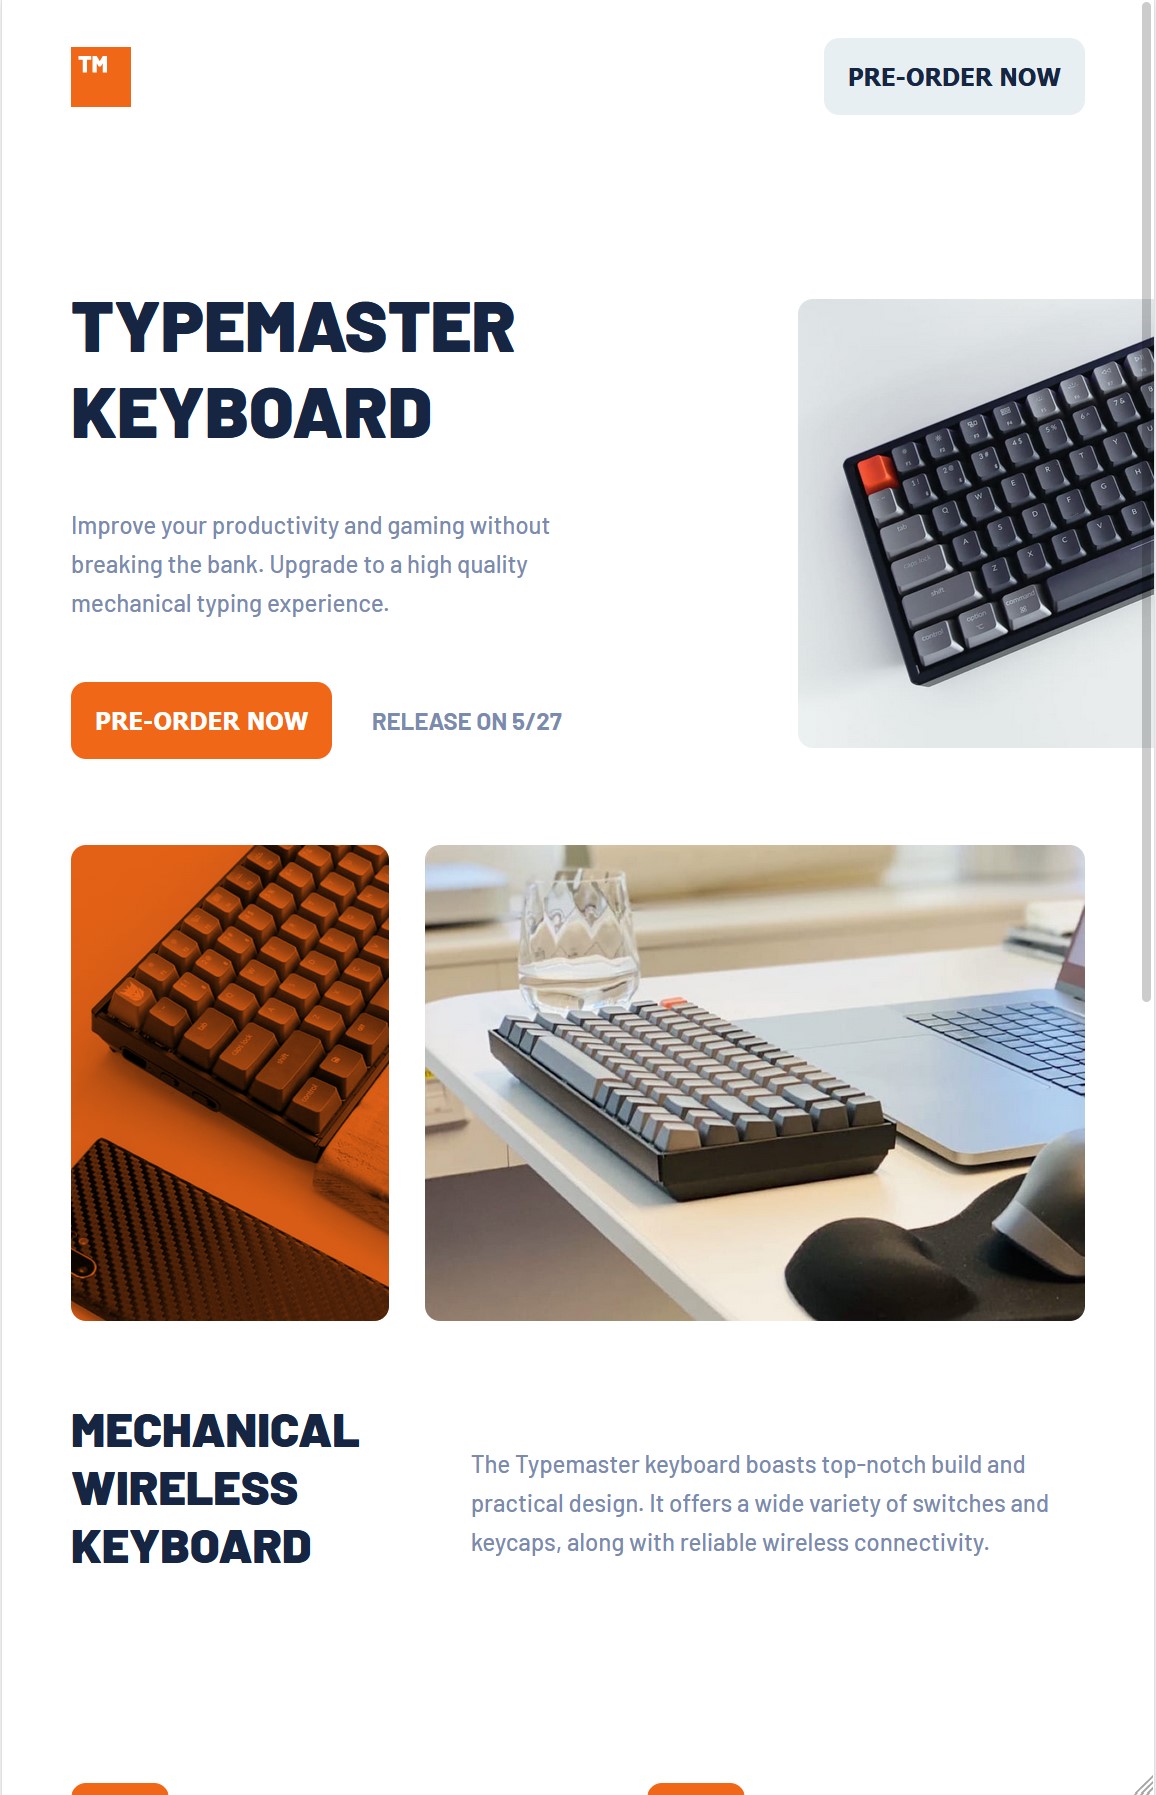 TM
PRE-ORDER NOW
TYPEMASTER
KEYBOARD
Improve your productivity and gaming without
breaking the bank. Upgrade to a high quality
mechanical typing experience.
PRE-ORDER NOW
RELEASE ON 5/27
MECHANICAL
WIRELESS
KEYBOARD
The Typemaster keyboard boasts top-notch build and
practical design. It offers a wide variety of switches and
keycaps, along with reliable wireless connectivity.